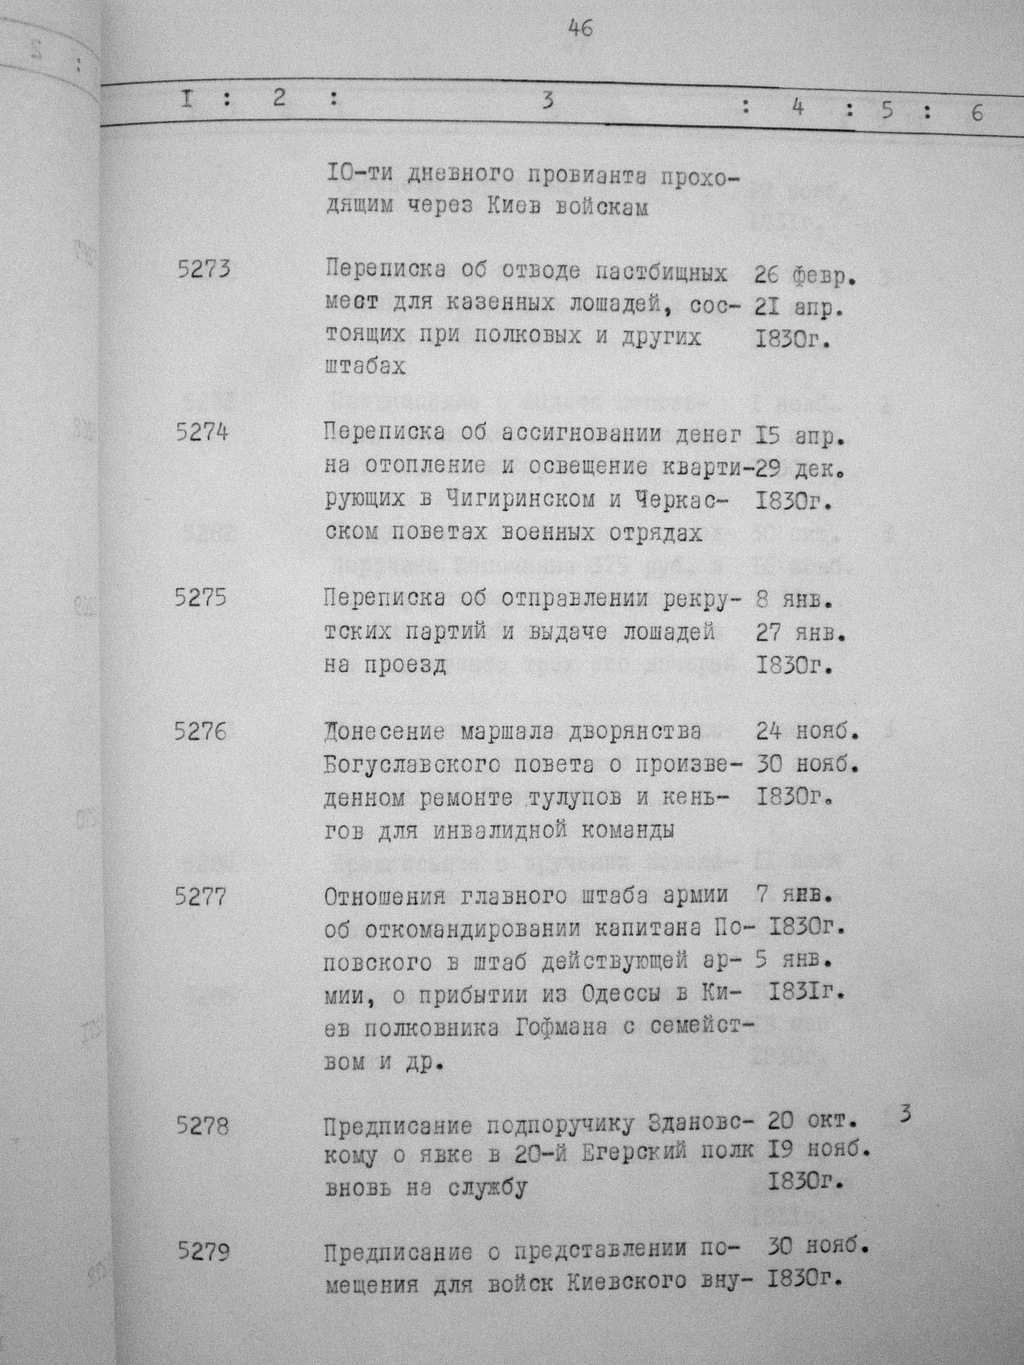 46
I : 2 : 3 : 4 : 5 : 6
10-ти дневного провианта прохо-
дящим через Киев войскам
5273 Переписка об отводе пастбищных 26 февр.
мест для казенных лошадей, сос- 21 апр.
тоящих при полковых и других 1830г.
штабах
5274 Переписка об ассигновании денег 15 апр.
на отопление и освещение кварти- 29 дек.
рующих в Чигиринском и Черкас- 1830г.
ском поветах военных отрядах
5275 Переписка об отправлении рекру- 8 янв.
тских партий и выдаче лошадей 27 янв.
на проезд 1830г.
5276 Донесение маршала дворянства 24 нояб.
Богуславского повета о произве- 30 нояб.
денном ремонте тулупов и кень- 1830г.
гов для инвалидной команды
5277 Отношения главного штаба армии 7 янв.
об откомандировании капитана По- 1830г.
повского в штаб действующей ар- 5 янв.
мии, о прибытии из Одессы в Ки- 1831г.
ев полковника Гофмана с семейст-
вом и др.
5278 Предписание подпоручику Здановс- 20 окт. 3
кому о явке в 20-й Егерский полк 19 нояб.
вновь на службу 1830г.
5279 Предписание о представлении по- 30 нояб.
мещения для войск Киевского вну- 1830г.